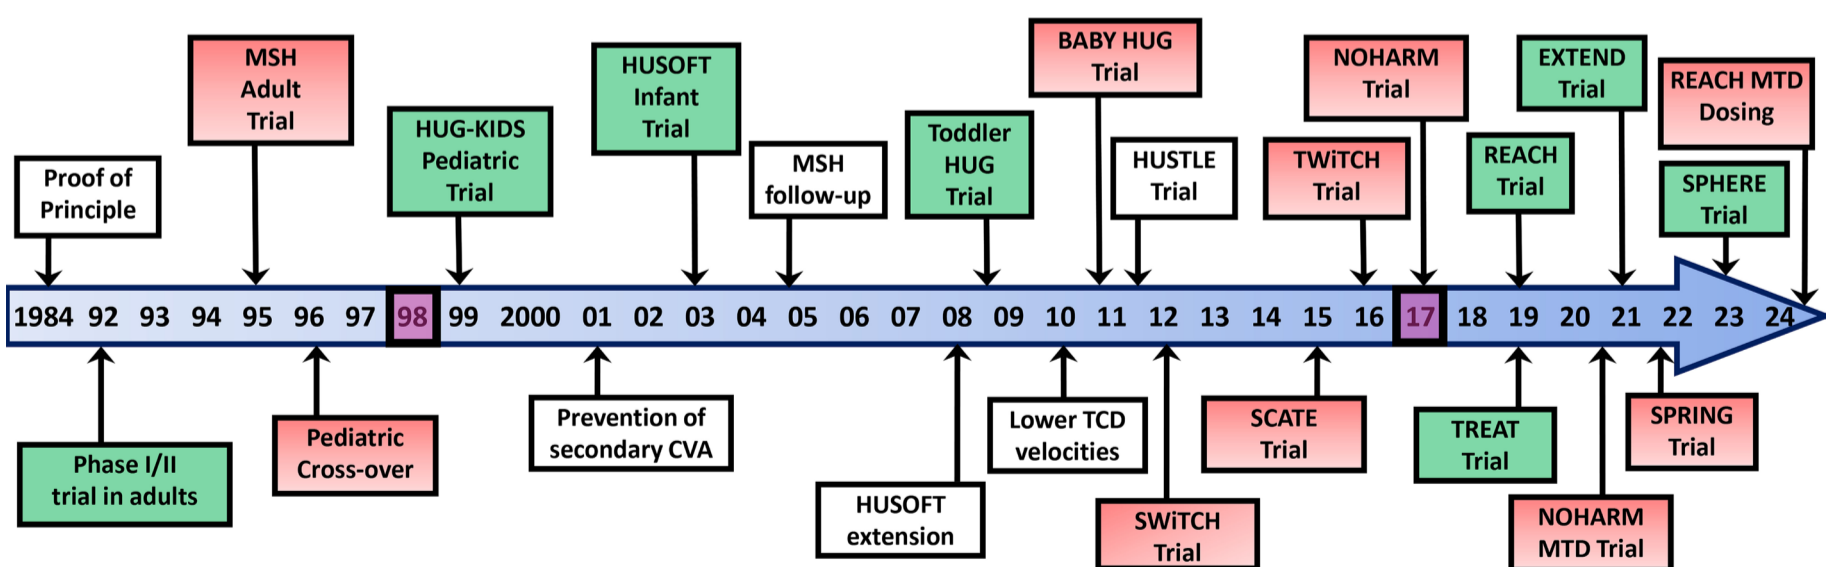 MSH
Adult
Trial
HUG-KIDS
Pediatric
Trial
HUSOFT
Infant
Trial
BABY HUG
Trial
NOHARM
Trial
EXTEND
Trial
REACH MTD
Dosing
Proof of
Principle
MSH
follow-up
Toddler
HUG
Trial
HUSTLE
Trial
TWiTCH
Trial
REACH
Trial
SPHERE
Trial
1984 92 93 94 95 96 97 98 99 2000 01 02 03 04 05 06 07 08 09 10 11 12 13 14 15 16 17 18 19 20 21 22 23 24
Phase I/II
trial in adults
Pediatric
Cross-over
Prevention of
secondary CVA
HUSOFT
extension
Lower TCD
velocities
SWiTCH
Trial
SCATE
Trial
TREAT
Trial
NOHARM
MTD Trial
SPRING
Trial